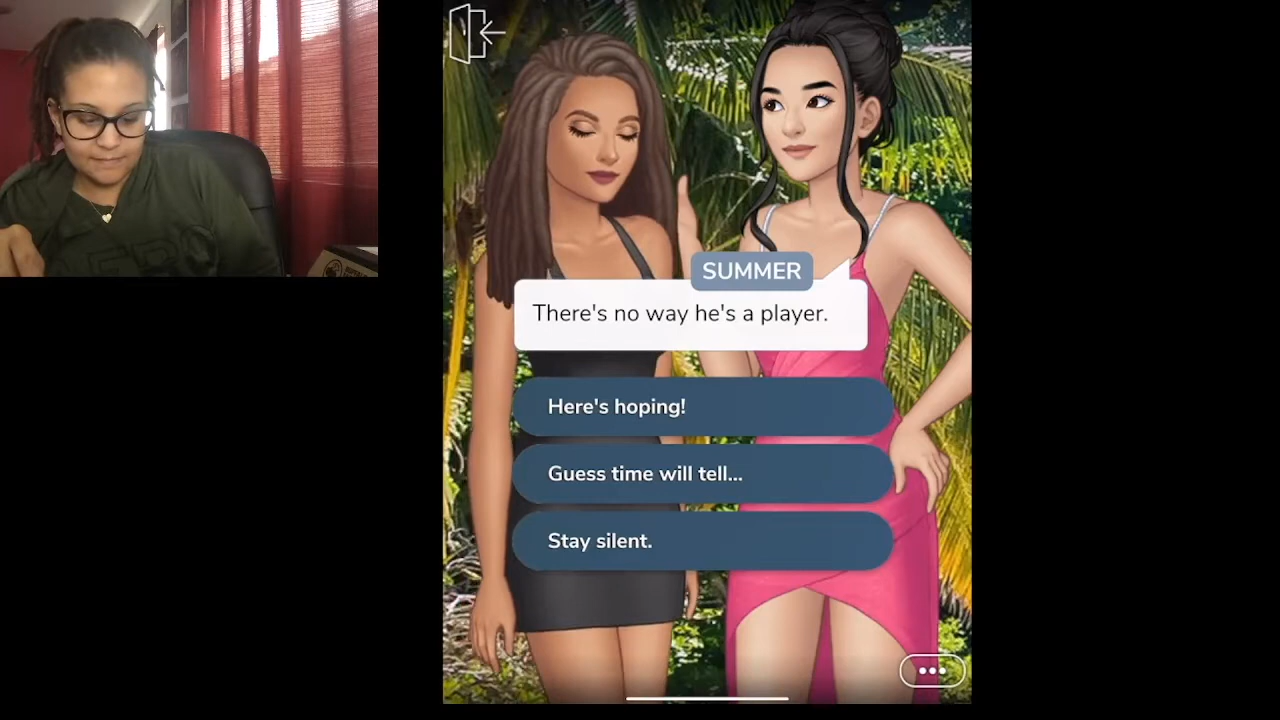 SUMMER
There's no way he's a player.
Here's hoping!
Guess time will tell...
Stay silent.